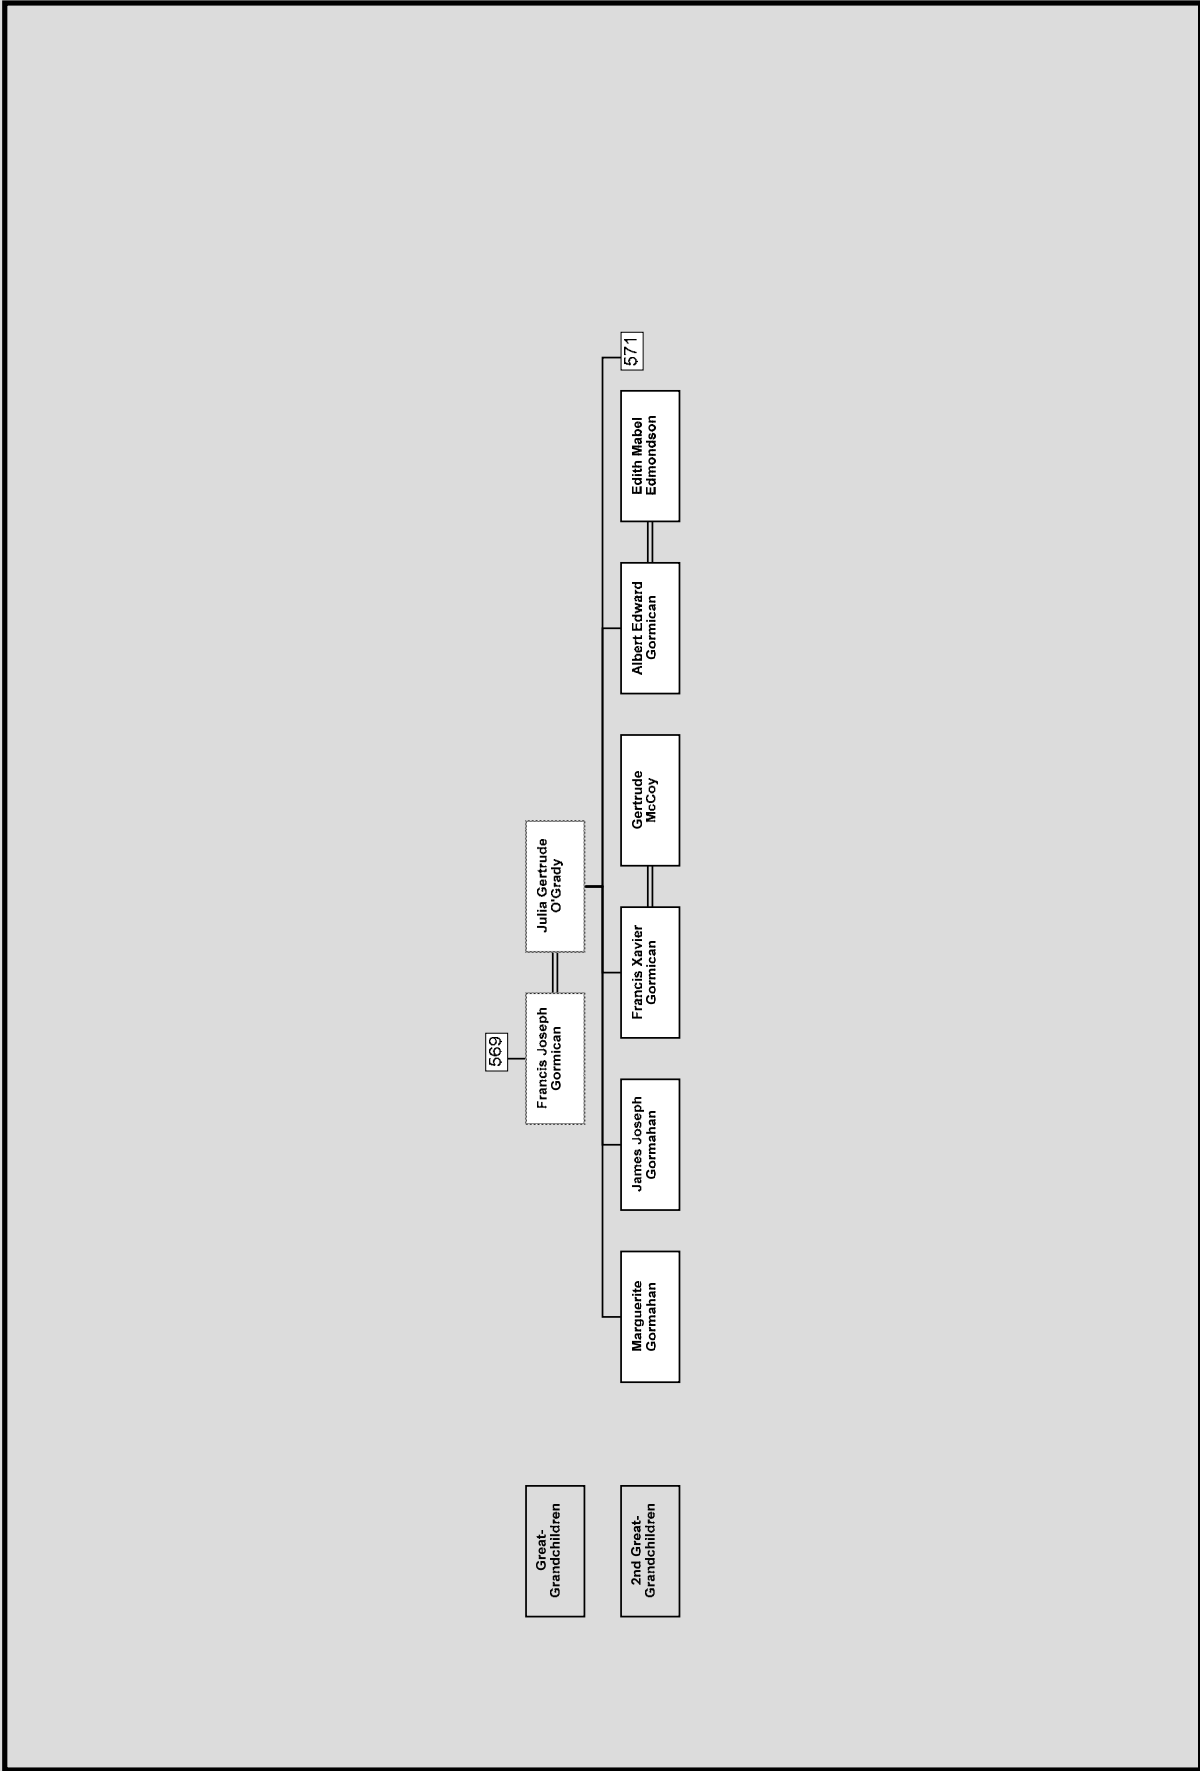 569
Great-
Grandchildren
Francis Joseph
Gormican
Julia Gertrude
O'Grady
2nd Great-
Grandchildren
Marguerite
Gormahan
James Joseph
Gormahan
Francis Xavier
Gormican
Gertrude
McCoy
Albert Edward
Gormican
Edith Mabel
Edmondson
571